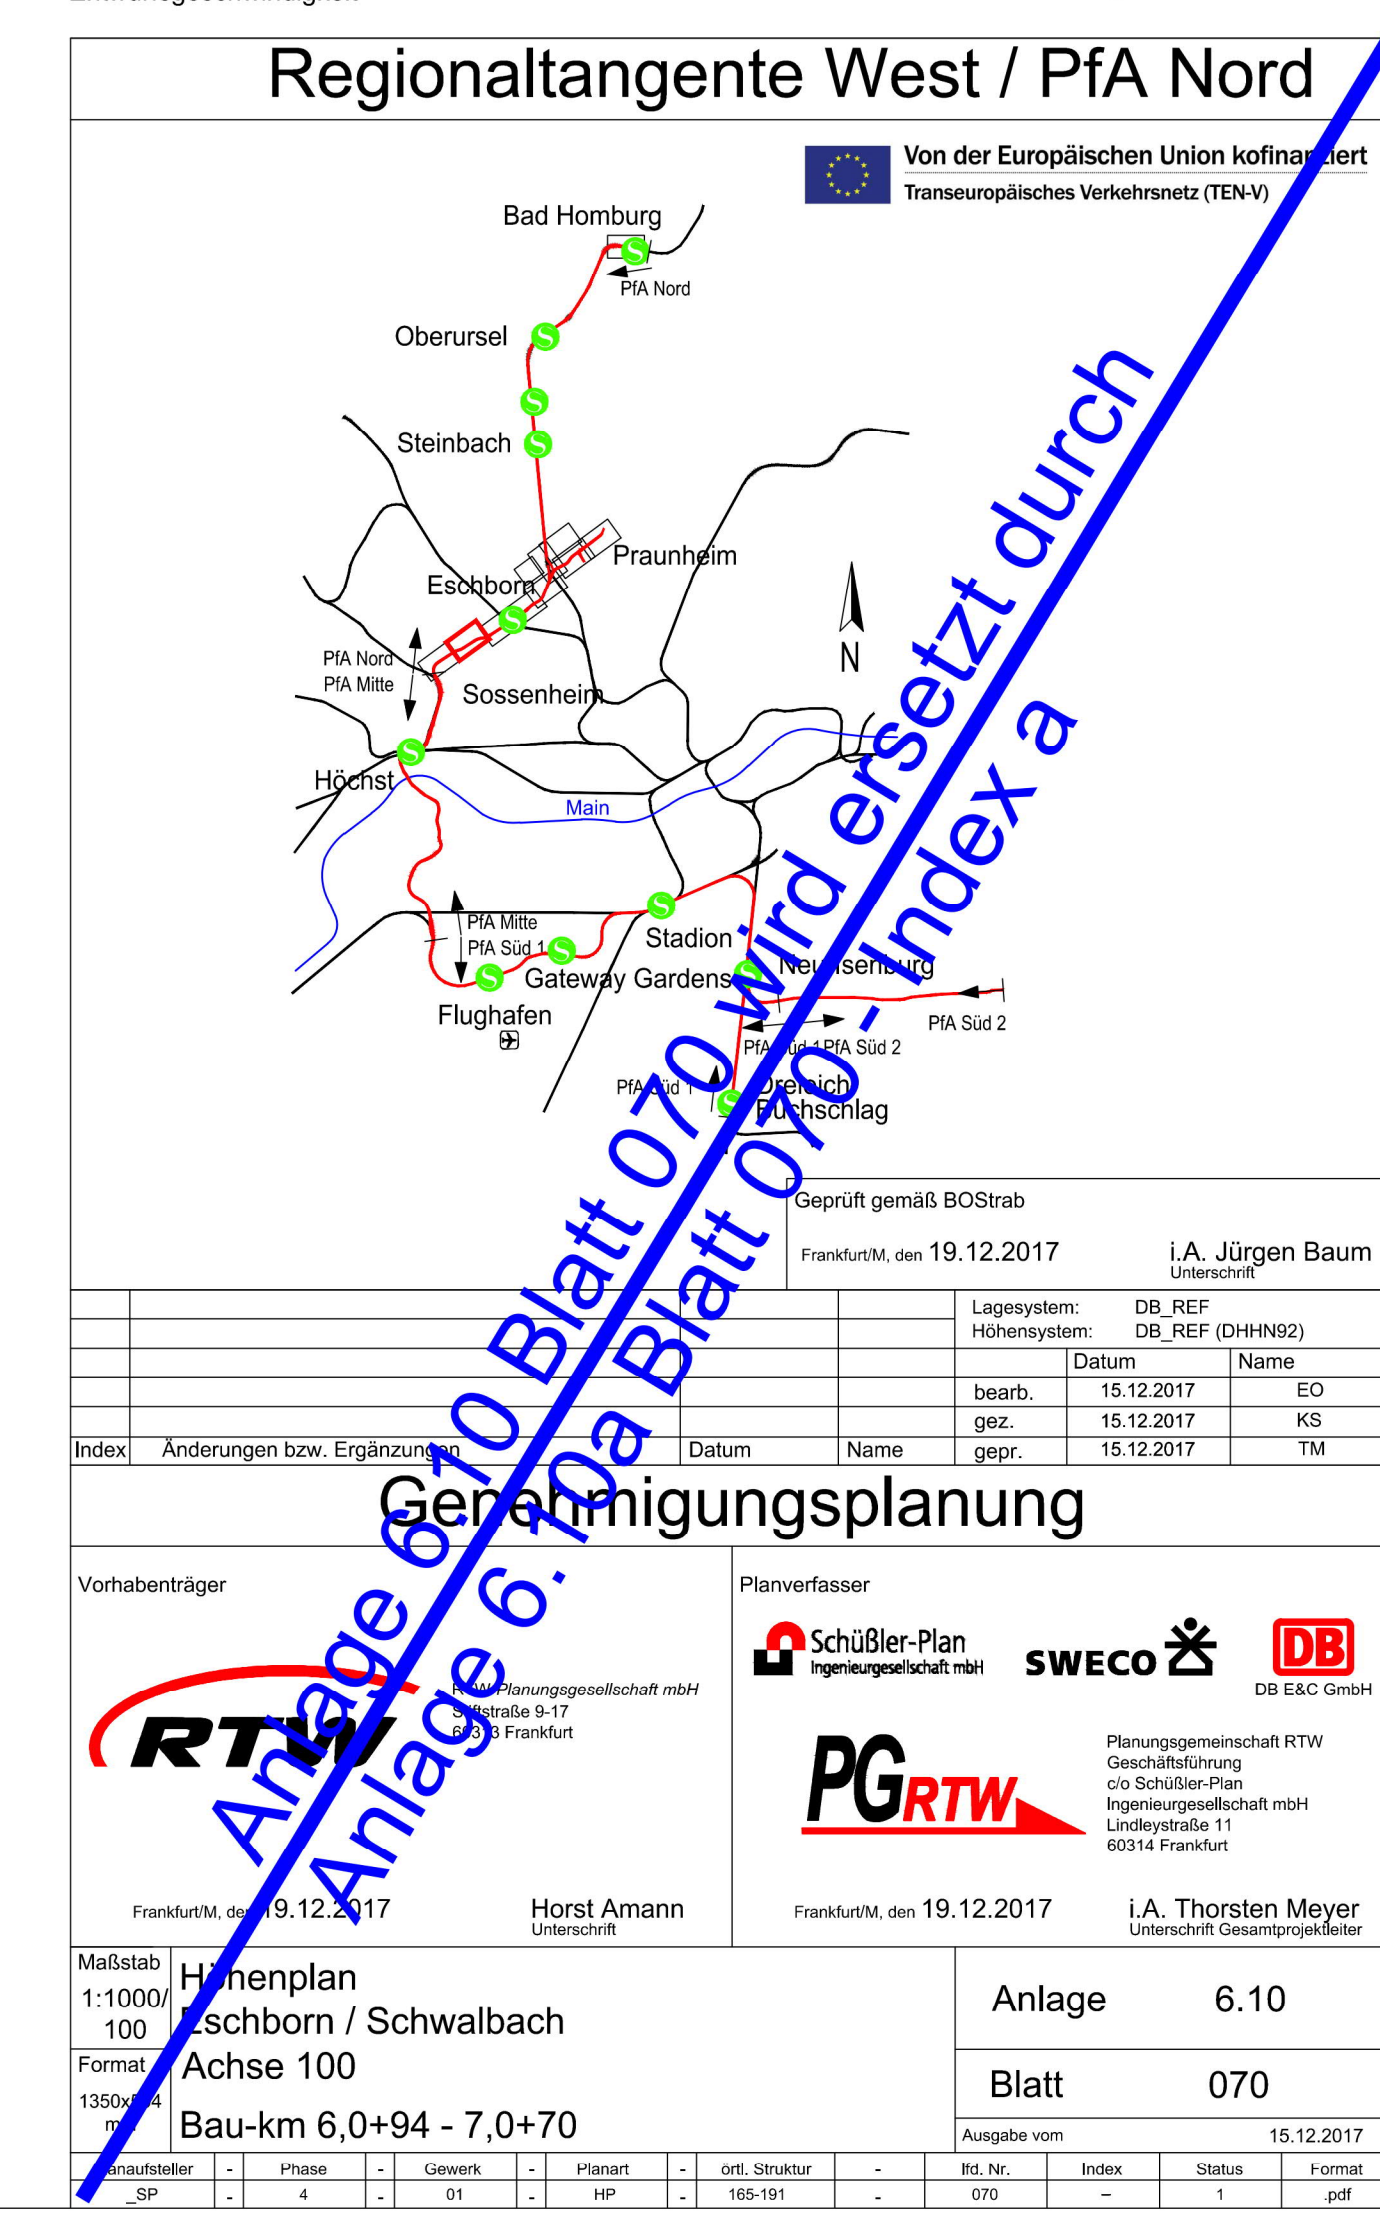 Regionaltangente West / PfA Nord
Von der Europäischen Union kofinanziert
Transeuropäisches Verkehrsnetz (TEN-V)
Bad Homburg
PfA Nord
Oberursel
Steinbach
Praunheim
Eschborn
N
PfA Nord
PfA Mitte
Sossenheim
Höchst
Main
PfA Mitte
PfA Süd 1
Stadion
Gateway Gardens
Neu Isenburg
Flughafen
PfA Süd 2
PfA Süd 1 PfA Süd 2
PfA Süd 1
Dreieich
Buchschlag
Anlage 6.10 Blatt 070 wird ersetzt durch
Anlage 6.10a Blatt 070 - Index a
Geprüft gemäß BOStrab
Frankfurt/M, den 19.12.2017 i.A. Jürgen Baum
Unterschrift
Lagesystem: DB_REF
Höhensystem: DB_REF (DHHN92)
Datum Name
bearb. 15.12.2017 EO
gez. 15.12.2017 KS
Index Änderungen bzw. Ergänzungen Datum Name gepr. 15.12.2017 TM
Genehmigungsplanung
Vorhabenträger
RTW
RTW Planungsgesellschaft mbH
Stiftstraße 9-17
60313 Frankfurt
Frankfurt/M, den 19.12.2017 Horst Amann
Unterschrift
Planverfasser
Schüßler-Plan
Ingenieurgesellschaft mbH
SWECO
DB
DB E&C GmbH
PGRTW
Planungsgemeinschaft RTW
Geschäftsführung
c/o Schüßler-Plan
Ingenieurgesellschaft mbH
Lindleystraße 11
60314 Frankfurt
Frankfurt/M, den 19.12.2017 i.A. Thorsten Meyer
Unterschrift Gesamtprojektleiter
Maßstab
1:1000/
100
Format
Höhenplan
Eschborn / Schwalbach
Achse 100
Bau-km 6,0+94 - 7,0+70
Anlage 6.10
Blatt 070
Ausgabe vom 15.12.2017
Planaufsteller - Phase - Gewerk - Planart - örtl. Struktur - lfd. Nr. Index Status Format
_SP - 4 - 01 - HP - 165-191 - 070 – 1 .pdf